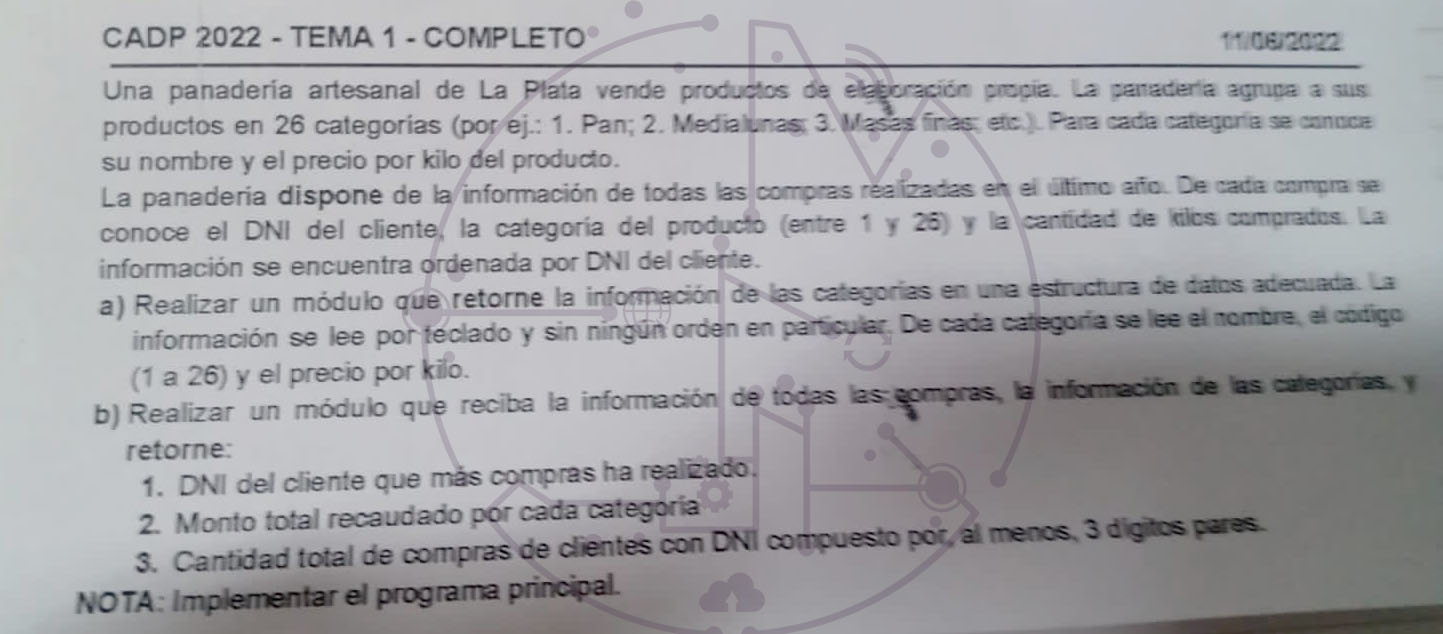 CADP 2022 - TEMA 1 - COMPLETO
11/06/2022
Una panadería artesanal de La Plata vende productos de elaboración propia. La panadería agrupa a sus
productos en 26 categorías (por ej.: 1. Pan; 2. Medialunas; 3. Masas finas; etc.). Para cada categoría se conoce
su nombre y el precio por kilo del producto.
La panadería dispone de la información de todas las compras realizadas en el último año. De cada compra se
conoce el DNI del cliente, la categoría del producto (entre 1 y 26) y la cantidad de kilos comprados. La
información se encuentra ordenada por DNI del cliente.
a) Realizar un módulo que retorne la información de las categorías en una estructura de datos adecuada. La
información se lee por teclado y sin ningún orden en particular. De cada categoría se lee el nombre, el código
(1 a 26) y el precio por kilo.
b) Realizar un módulo que reciba la información de todas las compras, la información de las categorías, y
retorne:
1. DNI del cliente que más compras ha realizado.
2. Monto total recaudado por cada categoría
3. Cantidad total de compras de clientes con DNI compuesto por, al menos, 3 dígitos pares.
NOTA: Implementar el programa principal.